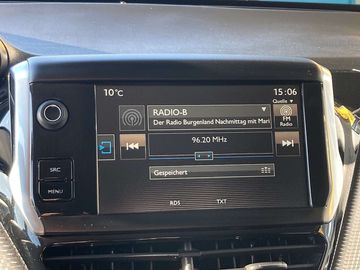 10°C
15:06
Quelle
RADIO-B
Der Radio Burgenland Nachmittag mit Mari
FM
Radio
96.20 MHz
SRC
MENU
Gespeichert
RDS
TXT